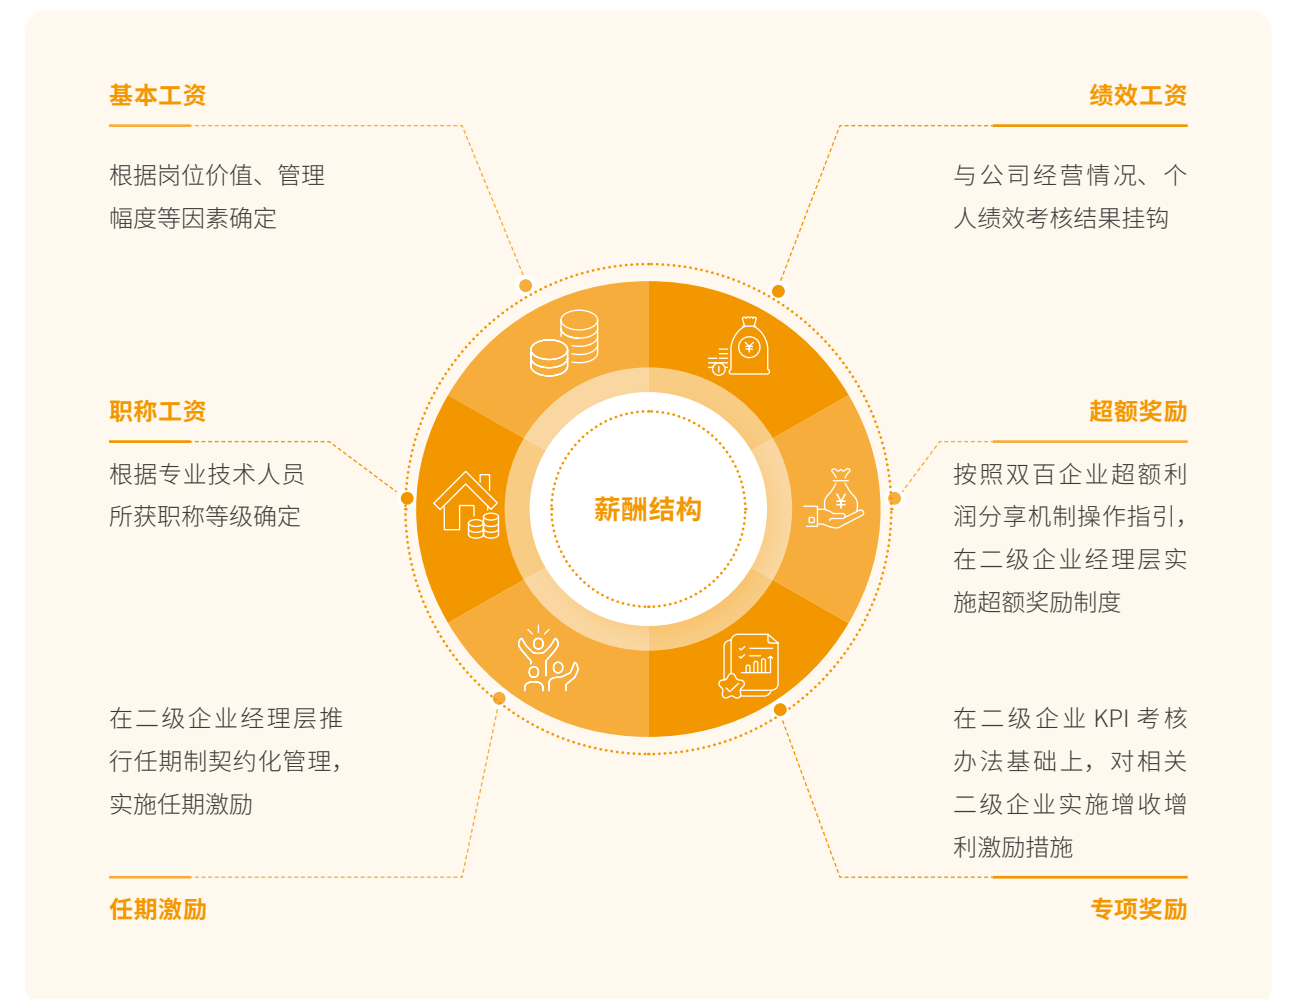 基本工资
根据岗位价值、管理
幅度等因素确定
绩效工资
与公司经营情况、个
人绩效考核结果挂钩
职称工资
根据专业技术人员
所获职称等级确定
超额奖励
按照双百企业超额利
润分享机制操作指引，
在二级企业经理层实
施超额奖励制度
薪酬结构
在二级企业经理层推
行任期制契约化管理，
实施任期激励
任期激励
在二级企业 KPI 考核
办法基础上，对相关
二级企业实施增收增
利激励措施
专项奖励